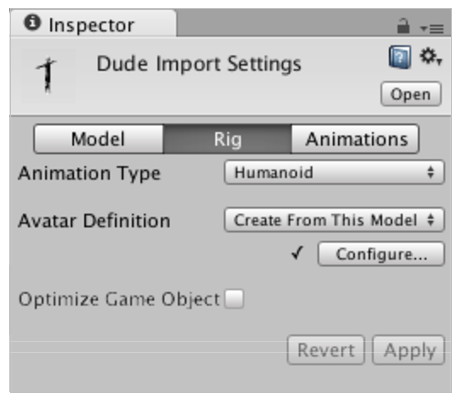 Inspector
Dude Import Settings
Open
Model Rig Animations
Animation Type Humanoid
Avatar Definition Create From This Model
✓ Configure...
Optimize Game Object
Revert Apply